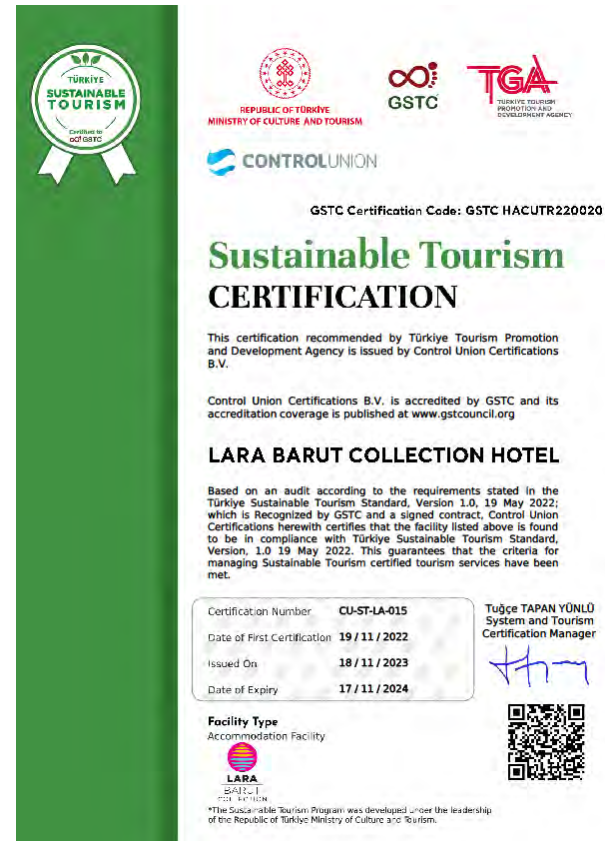 TÜRKİYE
SUSTAINABLE
TOURISM
Certified to
GSTC
REPUBLIC OF TÜRKİYE
MINISTRY OF CULTURE AND TOURISM
GSTC
TGA
TÜRKİYE TOURISM
PROMOTION AND
DEVELOPMENT AGENCY
CONTROLUNION
GSTC Certification Code: GSTC HACUTR220020
Sustainable Tourism
CERTIFICATION
This certification recommended by Türkiye Tourism Promotion
and Development Agency is issued by Control Union Certifications
B.V.
Control Union Certifications B.V. is accredited by GSTC and its
accreditation coverage is published at www.gstcouncil.org
LARA BARUT COLLECTION HOTEL
Based on an audit according to the requirements stated in the
Türkiye Sustainable Tourism Standard, Version 1.0, 19 May 2022;
which is Recognized by GSTC and a signed contract, Control Union
Certifications herewith certifies that the facility listed above is found
to be in compliance with Türkiye Sustainable Tourism Standard,
Version, 1.0 19 May 2022. This guarantees that the criteria for
managing Sustainable Tourism certified tourism services have been
met.
Certification Number CU-ST-LA-015
Date of First Certification 19 / 11 / 2022
Issued On 18 / 11 / 2023
Date of Expiry 17 / 11 / 2024
Tuğçe TAPAN YÜNLÜ
System and Tourism
Certification Manager
Facility Type
Accommodation Facility
LARA
BARUT
COLLECTION
*The Sustainable Tourism Program was developed under the leadership
of the Republic of Türkiye Ministry of Culture and Tourism.